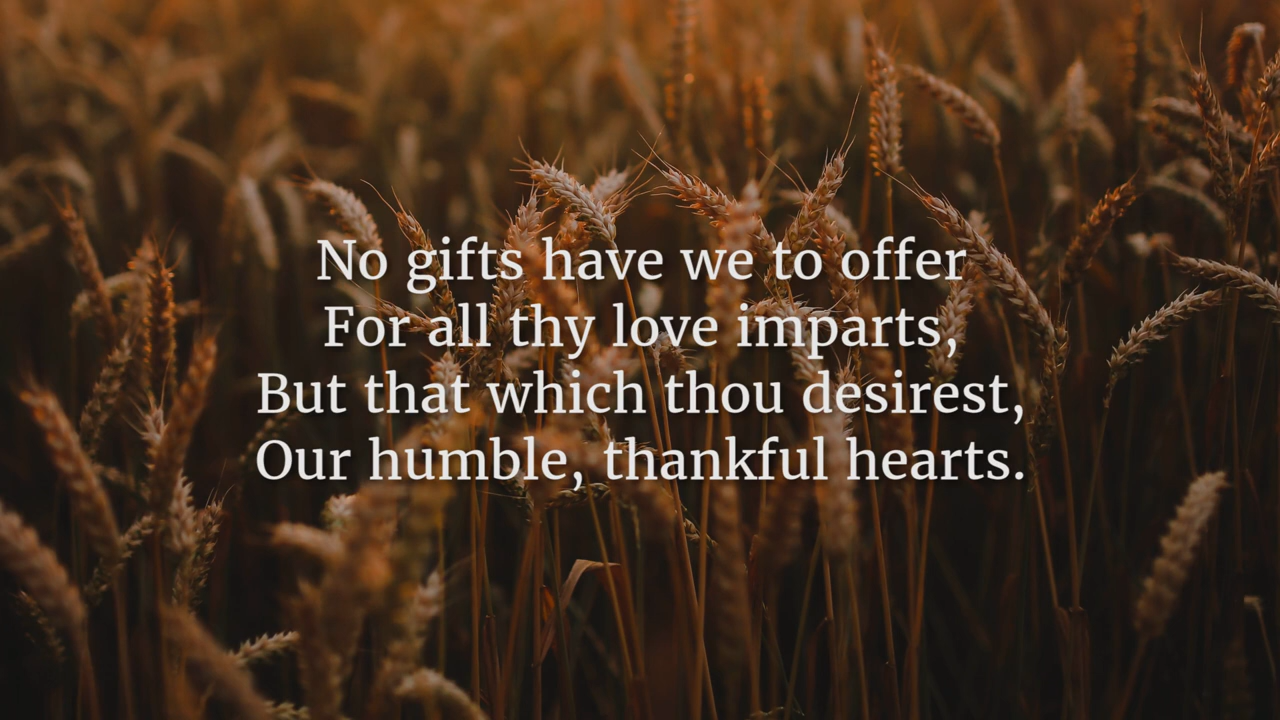 No gifts have we to offer
For all thy love imparts,
But that which thou desirest,
Our humble, thankful hearts.